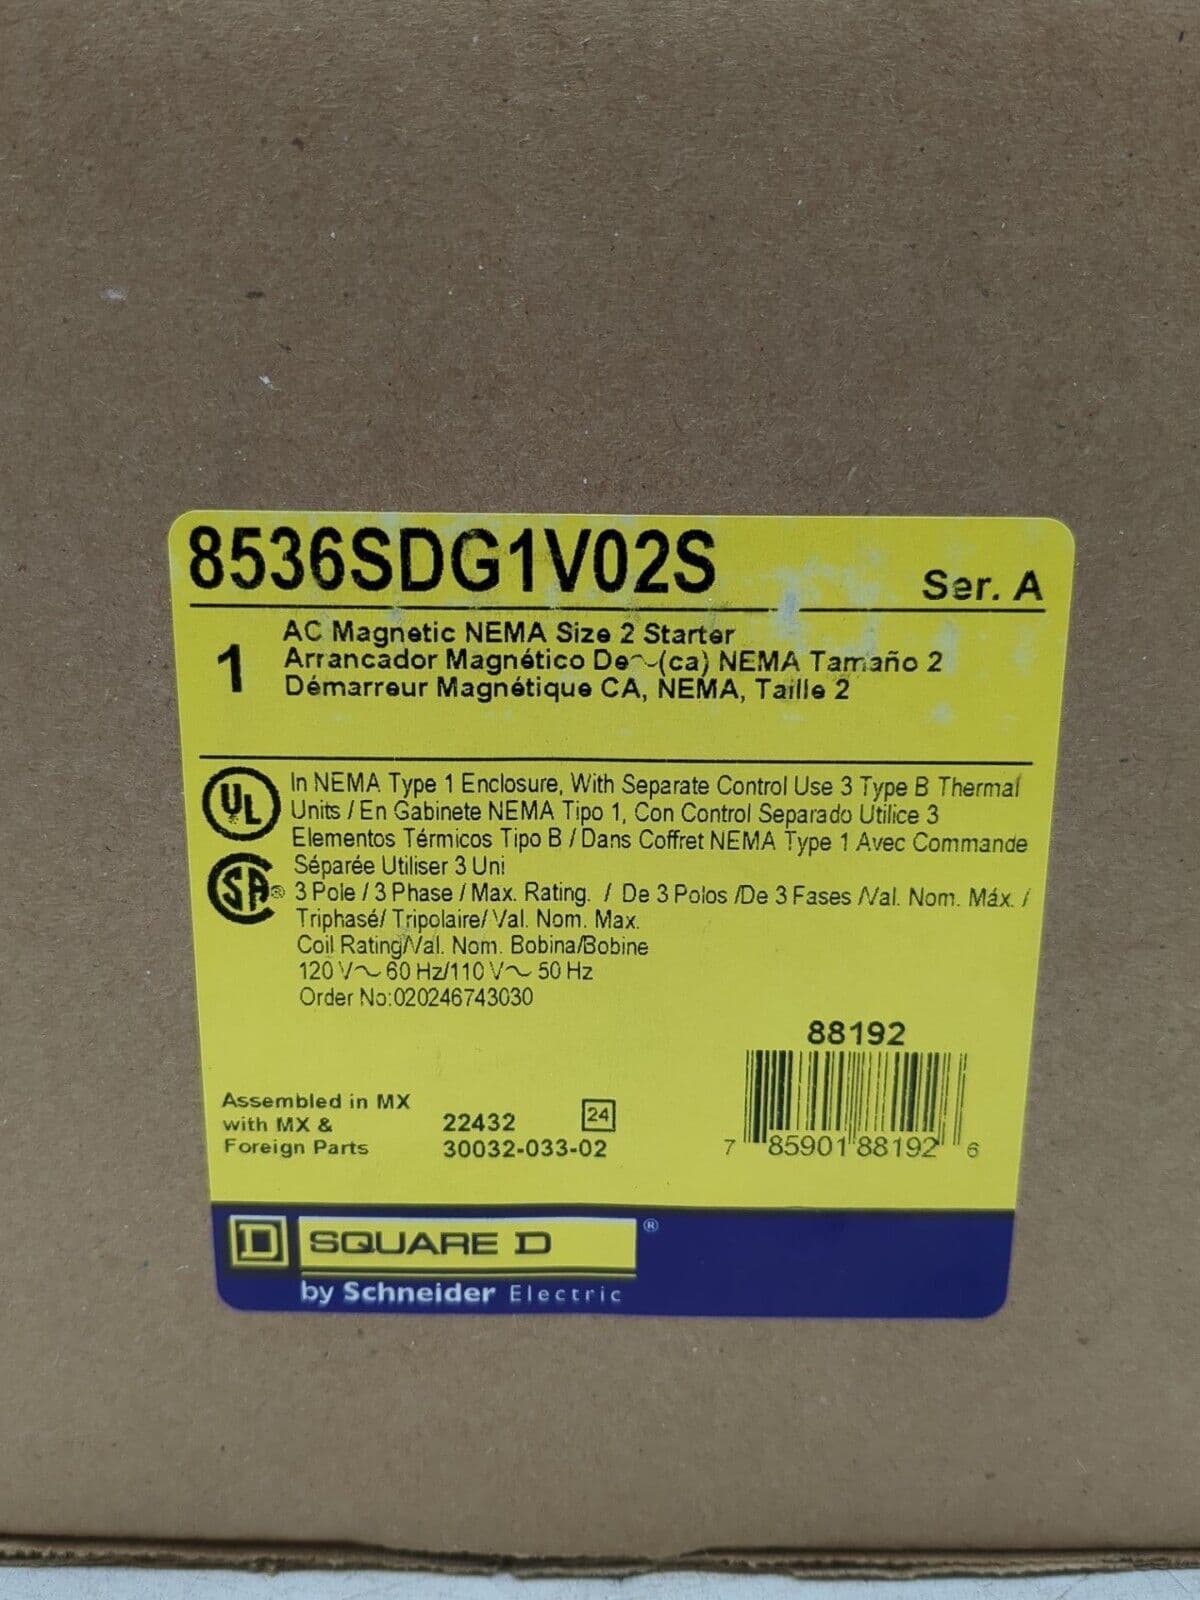 8536SDG1V02S
Ser. A
1
AC Magnetic NEMA Size 2 Starter
Arrancador Magnético De~(ca) NEMA Tamaño 2
Démarreur Magnétique CA, NEMA, Taille 2
UL
In NEMA Type 1 Enclosure, With Separate Control Use 3 Type B Thermal
Units / En Gabinete NEMA Tipo 1, Con Control Separado Utilice 3
Elementos Térmicos Tipo B / Dans Coffret NEMA Type 1 Avec Commande
Séparée Utiliser 3 Uni
SA®
3 Pole / 3 Phase / Max. Rating. / De 3 Polos /De 3 Fases /Val. Nom. Máx. /
Triphasé/ Tripolaire/ Val. Nom. Max.
Coil Rating/Val. Nom. Bobina/Bobine
120 V~ 60 Hz/110 V~ 50 Hz
Order No:020246743030
88192
Assembled in MX
with MX &
Foreign Parts
22432
24
30032-033-02
7 85901 88192 6
D SQUARE D ®
by Schneider Electric